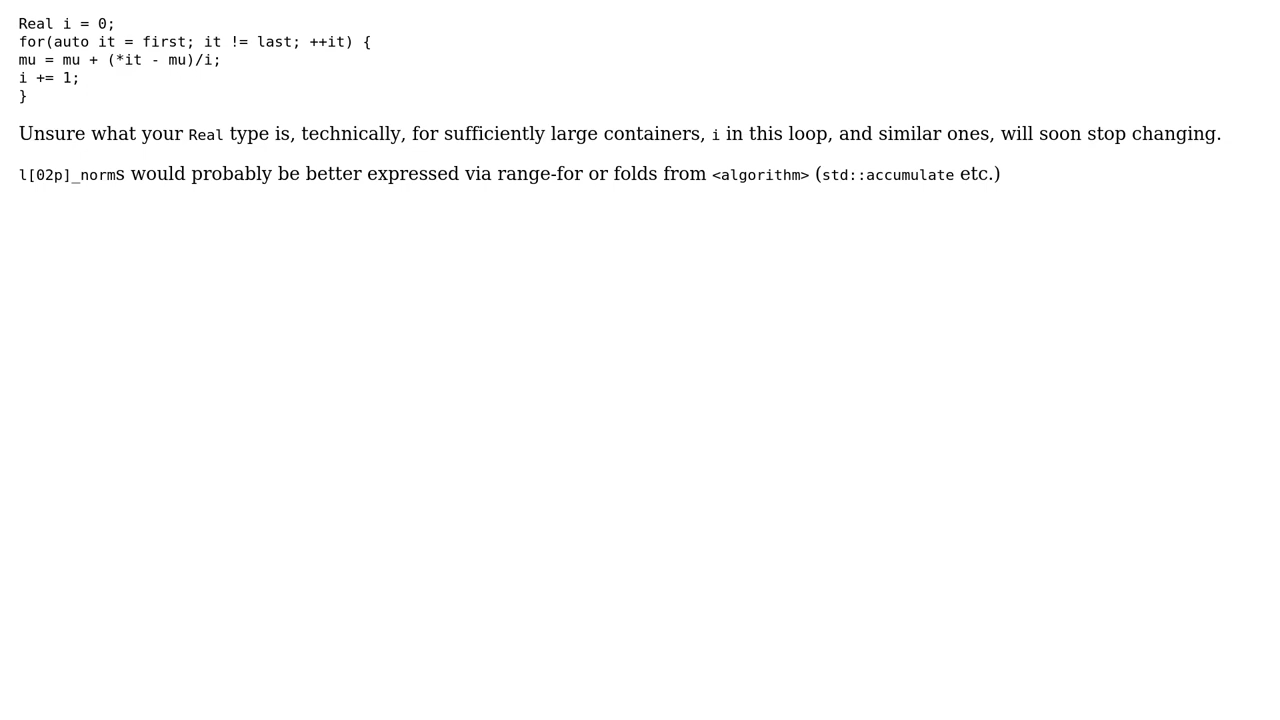 Real i = 0;
for(auto it = first; it != last; ++it) {
mu = mu + (*it - mu)/i;
i += 1;
}
Unsure what your Real type is, technically, for sufficiently large containers, i in this loop, and similar ones, will soon stop changing.
l[02p]_norms would probably be better expressed via range-for or folds from <algorithm> (std::accumulate etc.)